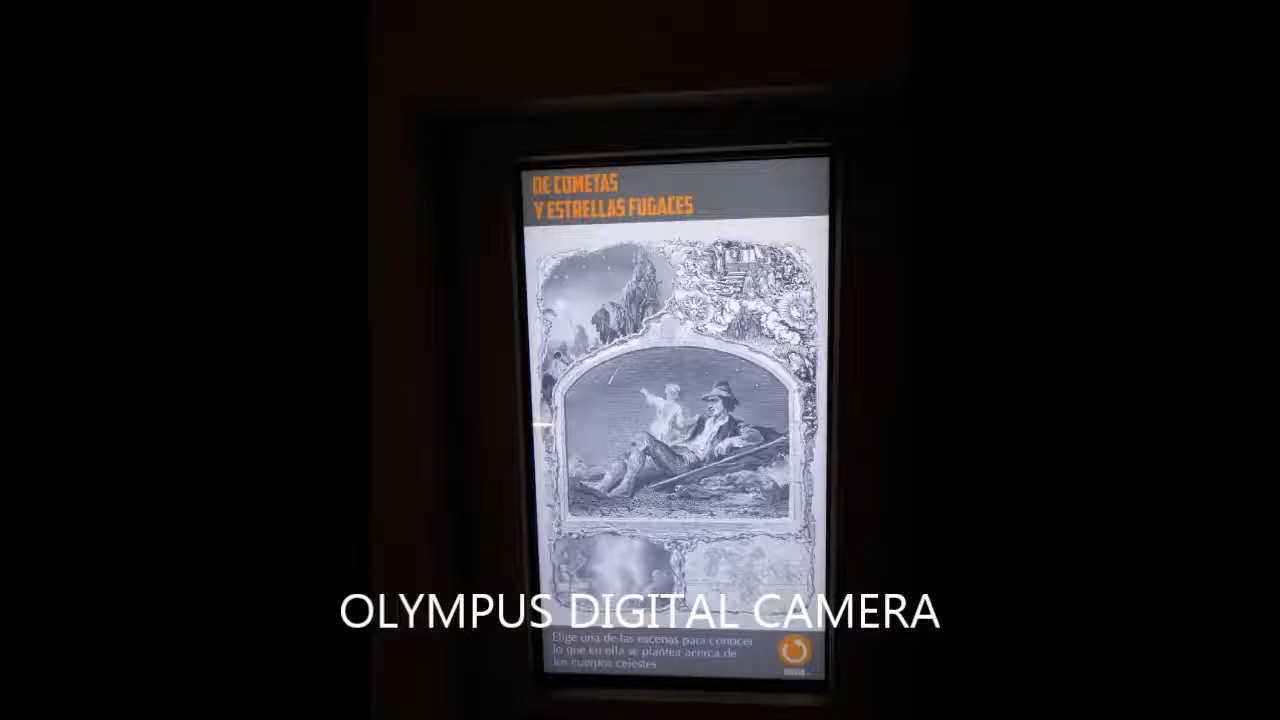 DE COMETAS
Y ESTRELLAS FUGACES
OLYMPUS DIGITAL CAMERA
Elige una de las escenas para conocer
lo que en ella se plantea acerca de
los cuerpos celestes